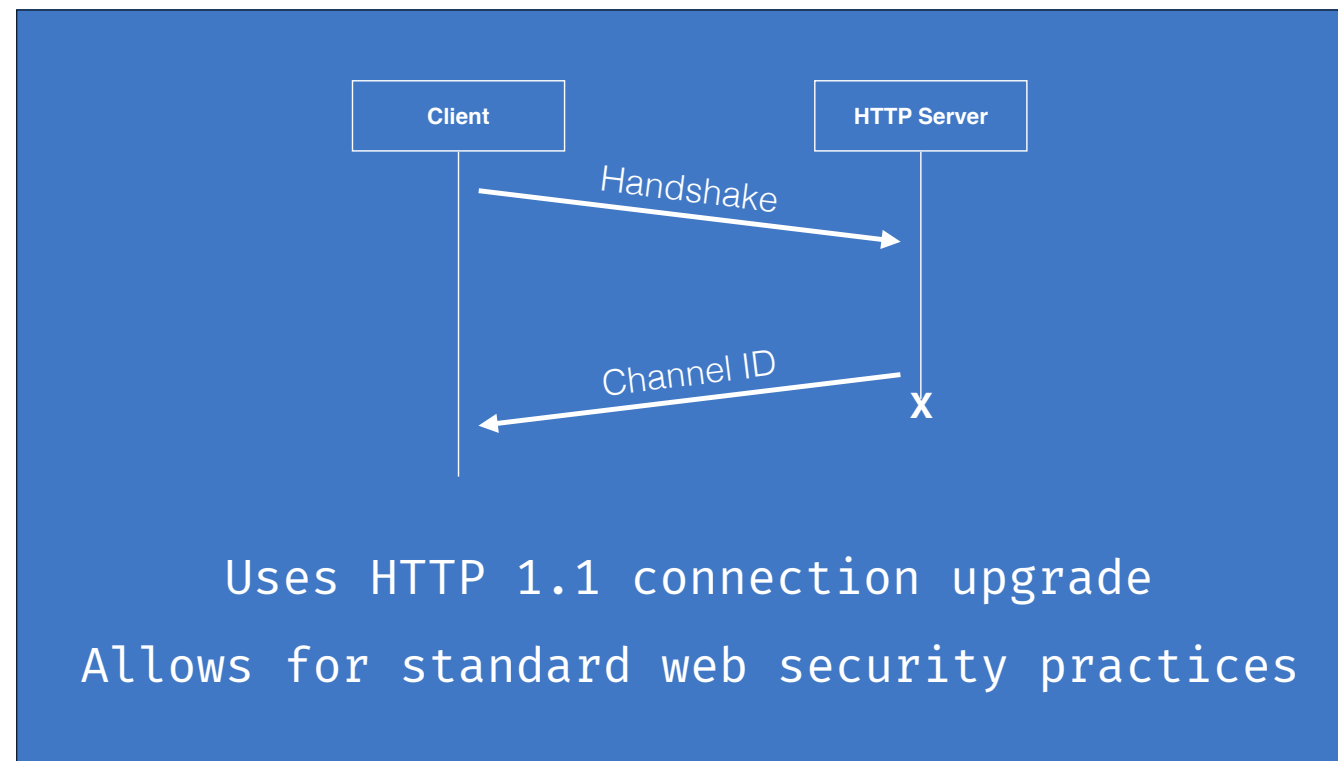 Client
HTTP Server
Handshake
Channel ID
X
Uses HTTP 1.1 connection upgrade
Allows for standard web security practices